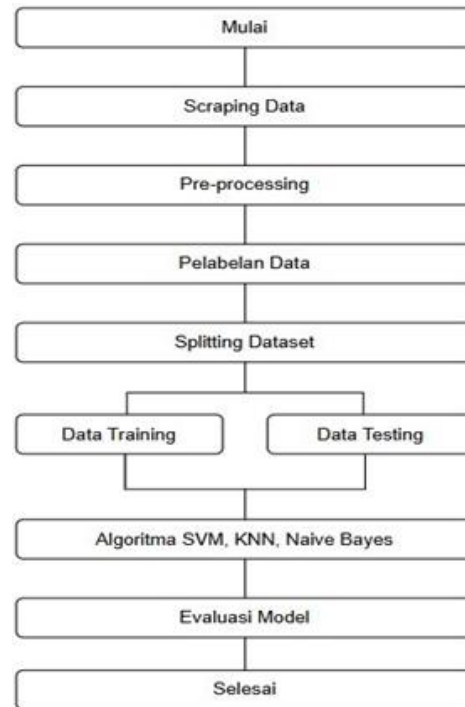 Mulai
Scraping Data
Pre-processing
Pelabelan Data
Splitting Dataset
Data Training
Data Testing
Algoritma SVM, KNN, Naive Bayes
Evaluasi Model
Selesai